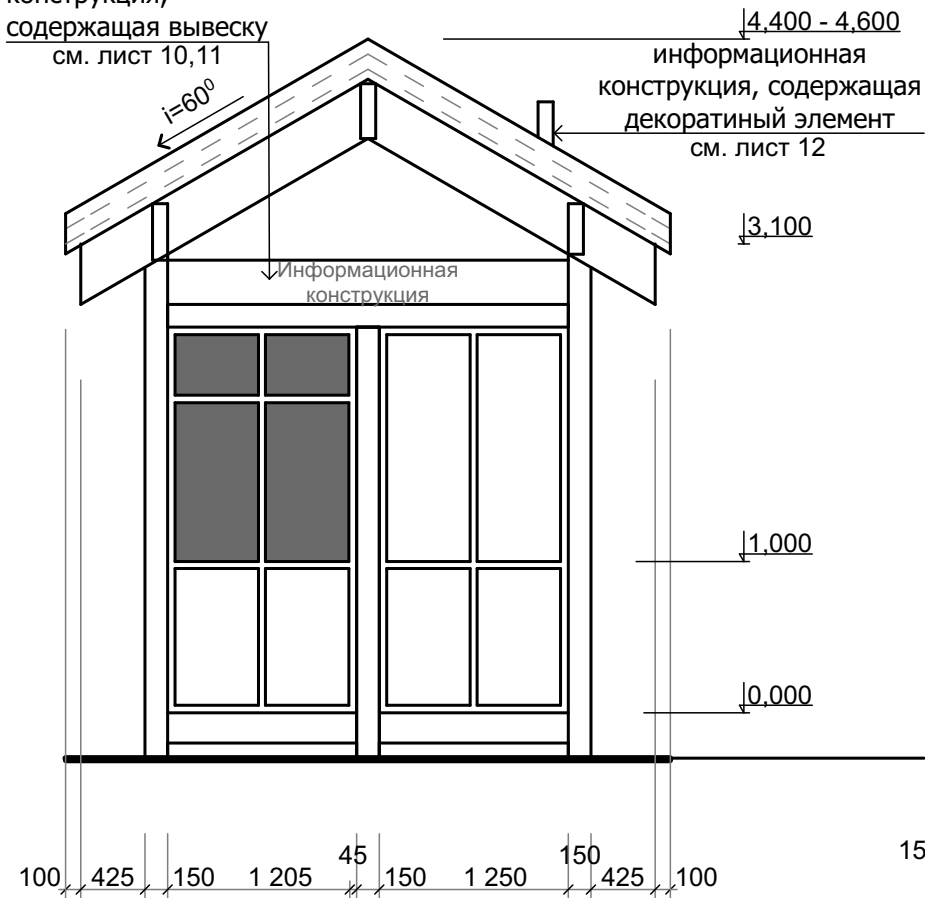 конструкция,
содержащая вывеску
см. лист 10,11
i=60⁰
4,400 - 4,600
информационная
конструкция, содержащая
декоратиный элемент
см. лист 12
3,100
Информационная
конструкция
1,000
0,000
45
150
15
100
425
150
1 205
150
1 250
425
100